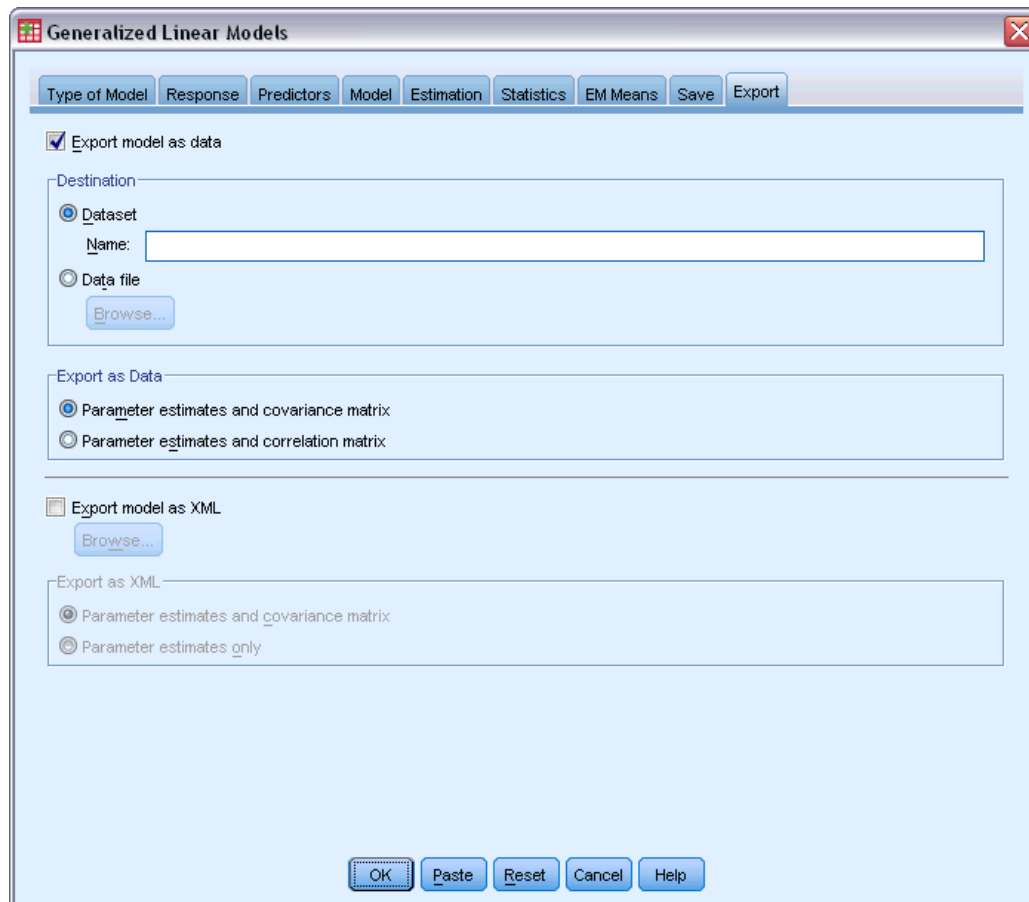 Generalized Linear Models
Type of Model Response Predictors Model Estimation Statistics EM Means Save Export
Export model as data
Destination
Dataset
Name:
Data file
Browse...
Export as Data
Parameter estimates and covariance matrix
Parameter estimates and correlation matrix
Export model as XML
Browse...
Export as XML
Parameter estimates and covariance matrix
Parameter estimates only
OK Paste Reset Cancel Help